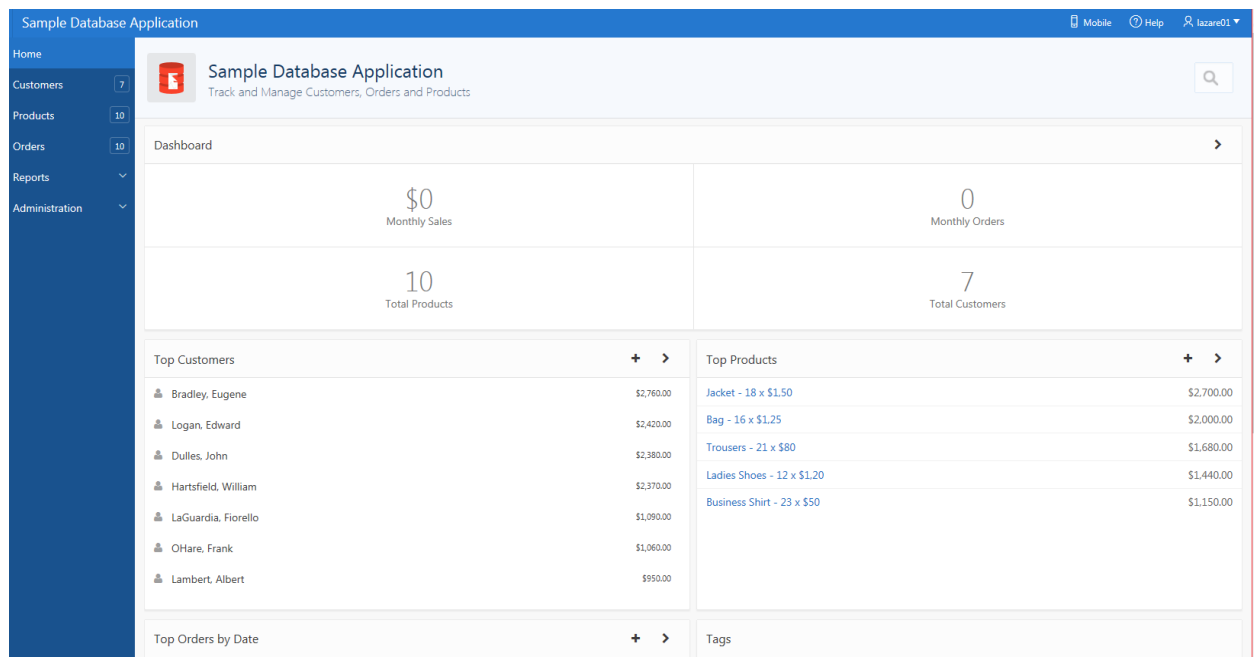 Sample Database Application
Mobile
Help
lazare01
Home
Customers 7
Products 10
Orders 10
Reports
Administration
Sample Database Application
Track and Manage Customers, Orders and Products
Dashboard
$0
Monthly Sales
0
Monthly Orders
10
Total Products
7
Total Customers
Top Customers
Bradley, Eugene $2,760.00
Logan, Edward $2,420.00
Dulles, John $2,380.00
Hartsfield, William $2,370.00
LaGuardia, Fiorello $1,090.00
OHare, Frank $1,060.00
Lambert, Albert $950.00
Top Products
Jacket - 18 x $1,50 $2,700.00
Bag - 16 x $1,25 $2,000.00
Trousers - 21 x $80 $1,680.00
Ladies Shoes - 12 x $1,20 $1,440.00
Business Shirt - 23 x $50 $1,150.00
Top Orders by Date
Tags